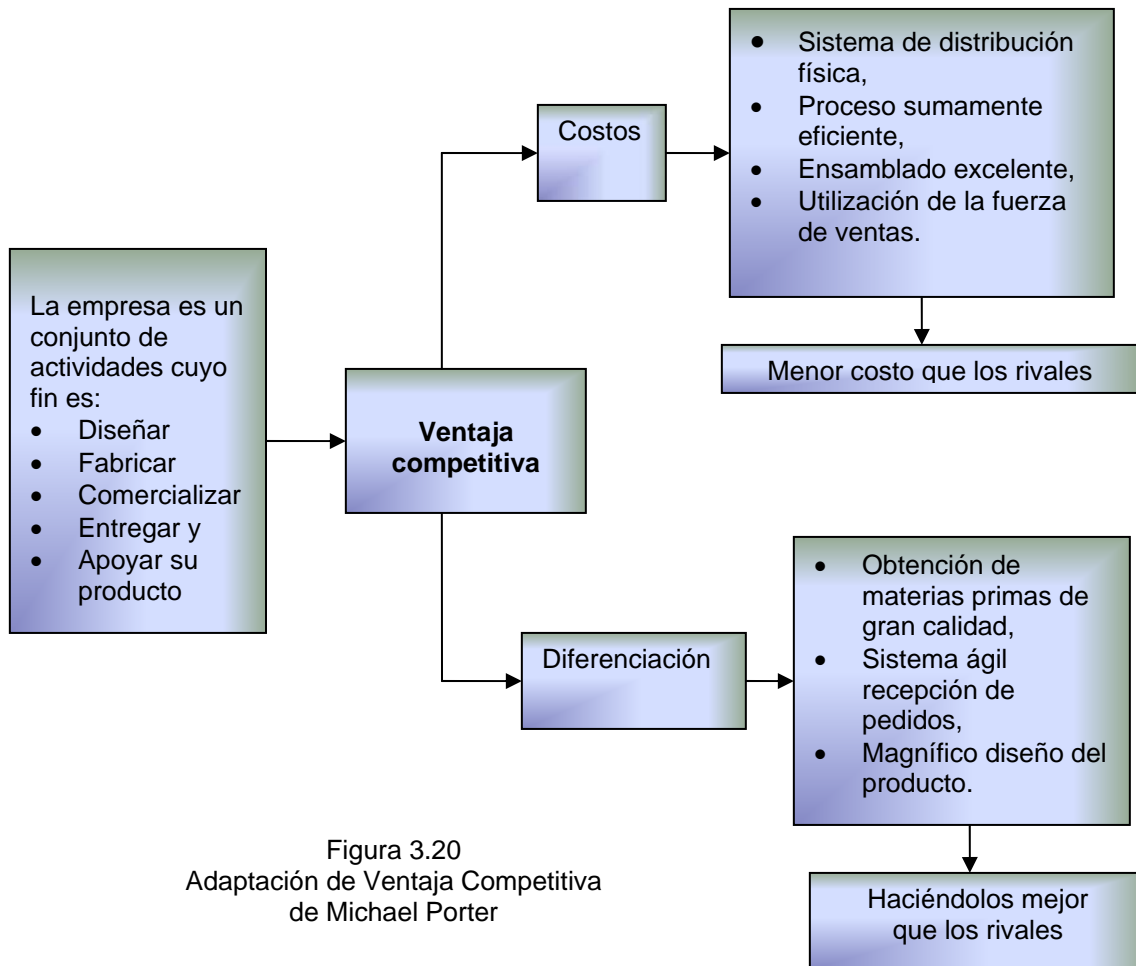 La empresa es un
conjunto de
actividades cuyo
fin es:
• Diseñar
• Fabricar
• Comercializar
• Entregar y
• Apoyar su
producto
Ventaja
competitiva
Costos
• Sistema de distribución
física,
• Proceso sumamente
eficiente,
• Ensamblado excelente,
• Utilización de la fuerza
de ventas.
Menor costo que los rivales
Diferenciación
• Obtención de
materias primas de
gran calidad,
• Sistema ágil
recepción de
pedidos,
• Magnífico diseño del
producto.
Haciéndolos mejor
que los rivales
Figura 3.20
Adaptación de Ventaja Competitiva
de Michael Porter